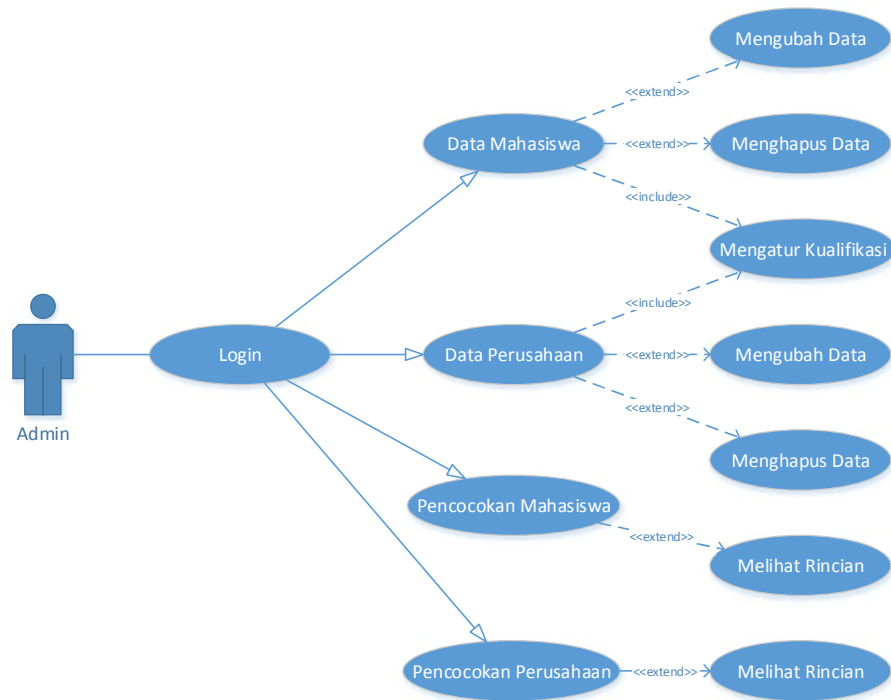 Mengubah Data
<<extend>>
Data Mahasiswa
<<extend>>
Menghapus Data
<<include>>
Mengatur Kualifikasi
<<include>>
Login
Data Perusahaan
<<extend>>
Mengubah Data
<<extend>>
Admin
Menghapus Data
Pencocokan Mahasiswa
<<extend>>
Melihat Rincian
Pencocokan Perusahaan
<<extend>>
Melihat Rincian